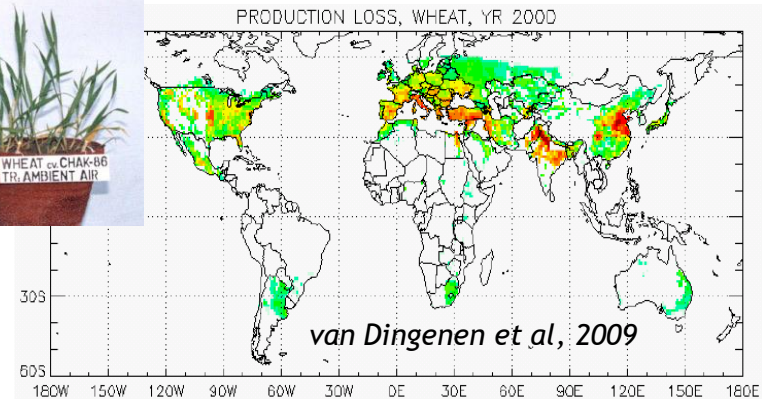 PRODUCTION LOSS, WHEAT, YR 2000
WHEAT cv. CHAK-86
TR: AMBIENT AIR
30S
van Dingenen et al, 2009
60S
180W 150W 120W 90W 60W 30W 0E 30E 60E 90E 120E 150E 180E